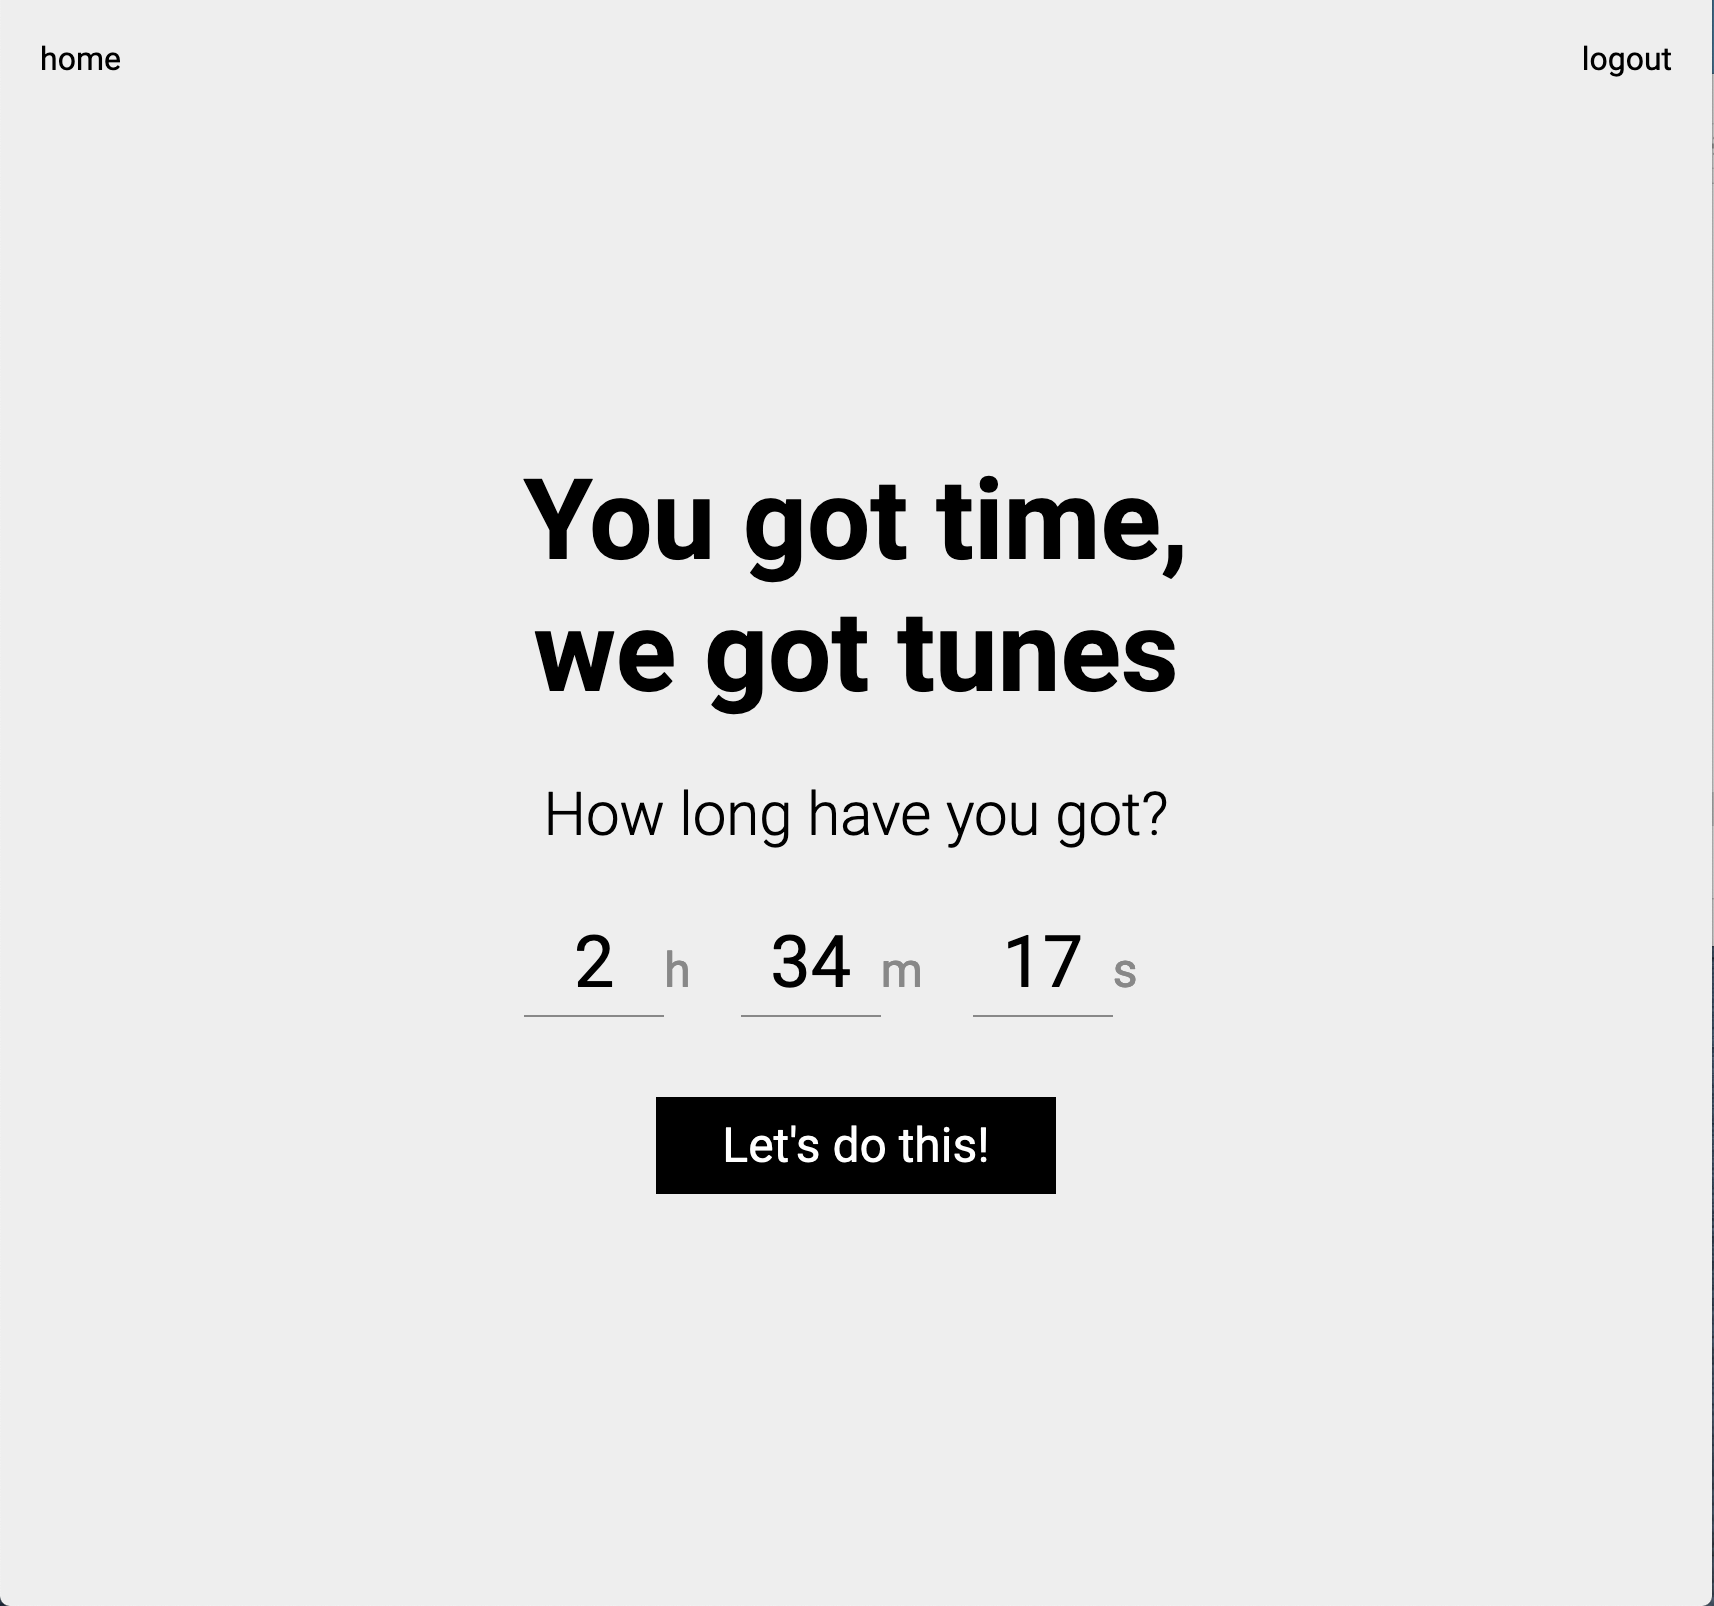 home
logout
You got time,
we got tunes
How long have you got?
2 h 34 m 17 s
Let's do this!